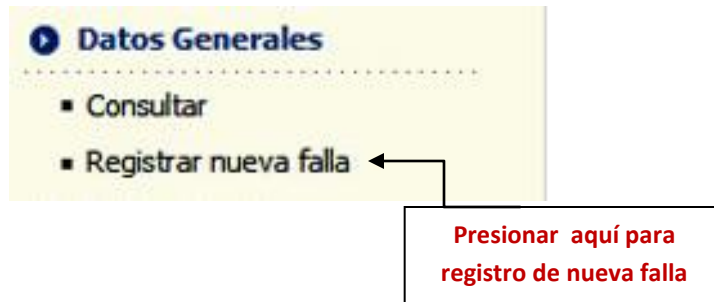 Datos Generales
Consultar
Registrar nueva falla
Presionar aquí para
registro de nueva falla